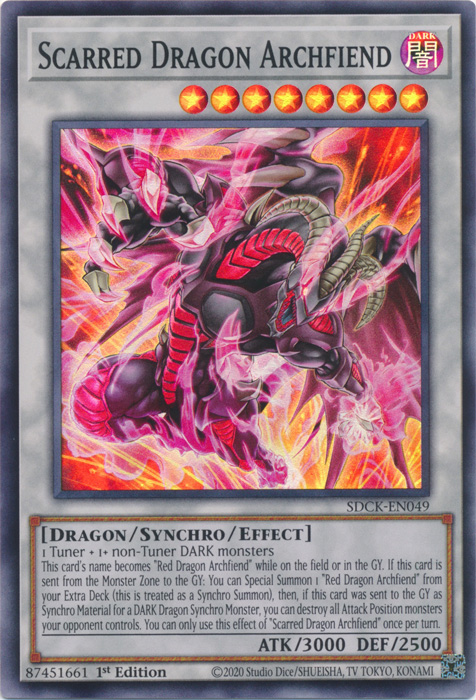 SCARRED DRAGON ARCHFIEND
DARK
闇
SDCK-EN049
[DRAGON/SYNCHRO/EFFECT]
1 Tuner + 1+ non-Tuner DARK monsters
This card's name becomes "Red Dragon Archfiend" while on the field or in the GY. If this card is
sent from the Monster Zone to the GY: You can Special Summon 1 "Red Dragon Archfiend" from
your Extra Deck (this is treated as a Synchro Summon), then, if this card was sent to the GY as
Synchro Material for a DARK Dragon Synchro Monster, you can destroy all Attack Position monsters
your opponent controls. You can only use this effect of "Scarred Dragon Archfiend" once per turn.
ATK/3000 DEF/2500
87451661 1st Edition ©2020 Studio Dice/SHUEISHA, TV TOKYO, KONAMI